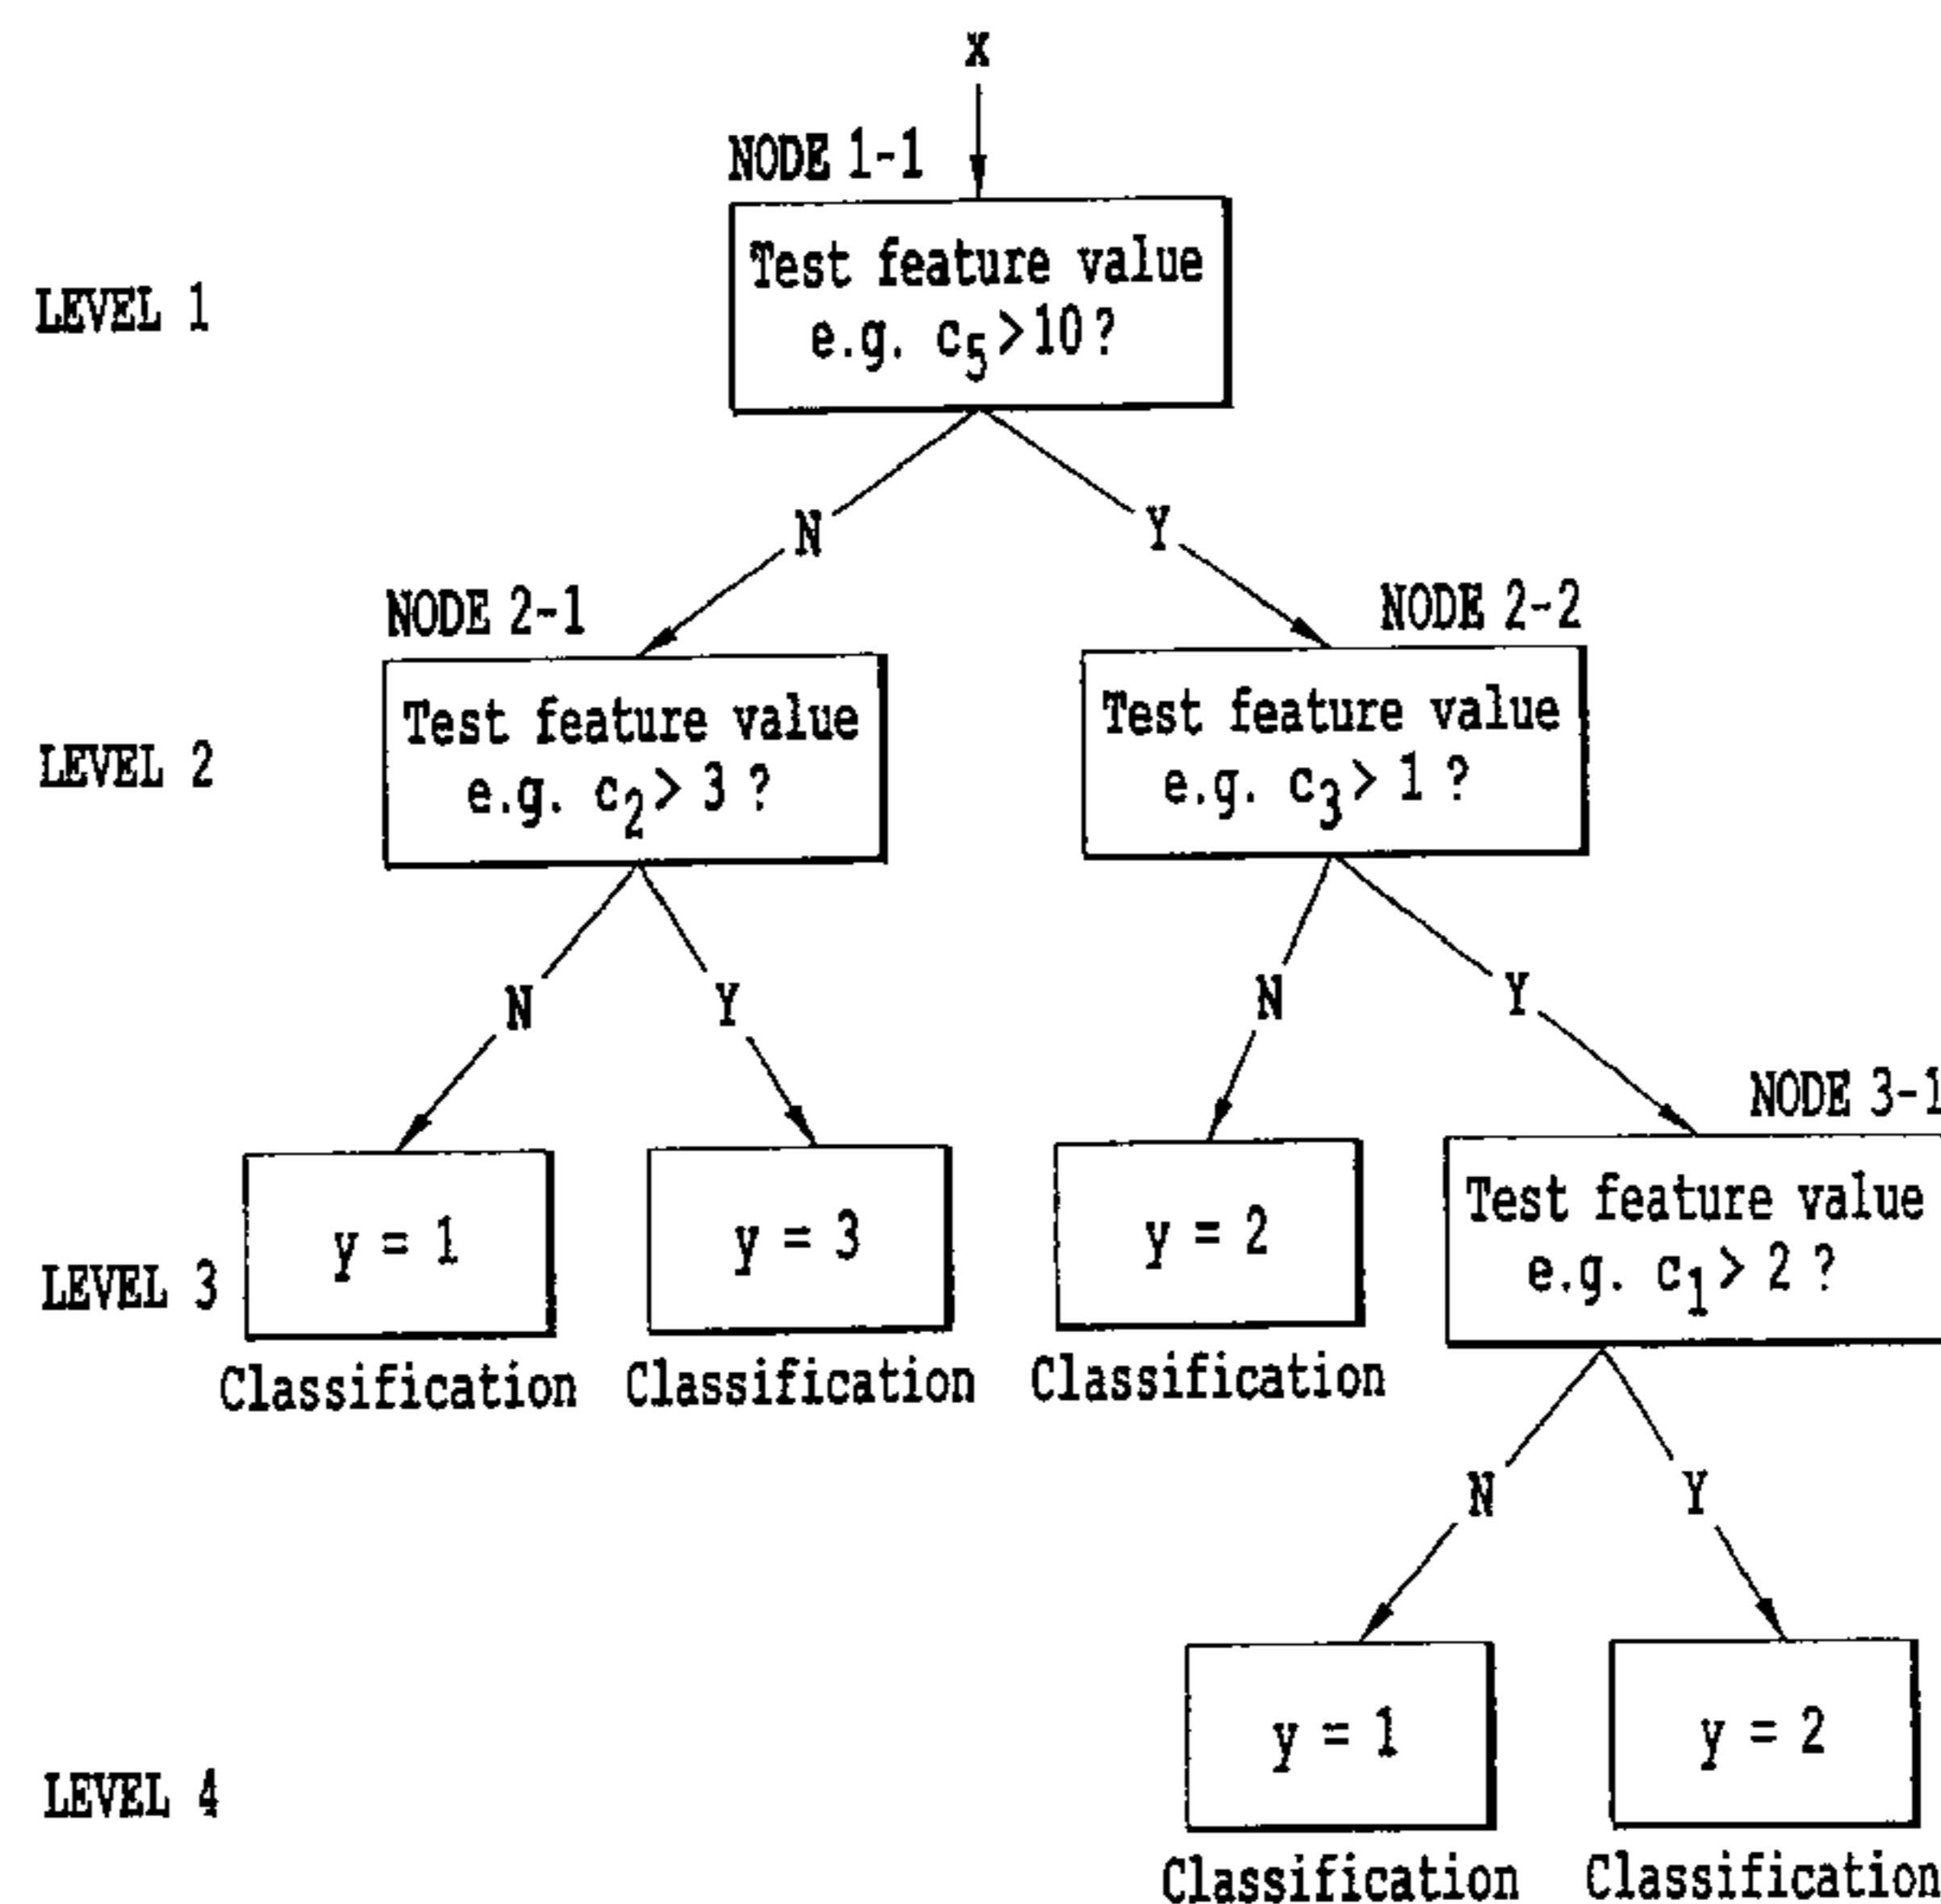 x
NODE 1-1
Test feature value
e.g. c₅>10?
LEVEL 1
N
Y
NODE 2-1
NODE 2-2
Test feature value
e.g. c₂> 3 ?
Test feature value
e.g. c₃> 1 ?
LEVEL 2
N
Y
N
Y
NODE 3-1
y = 1
y = 3
y = 2
Test feature value
e.g. c₁> 2 ?
LEVEL 3
Classification
Classification
Classification
N
Y
y = 1
y = 2
LEVEL 4
Classification
Classification